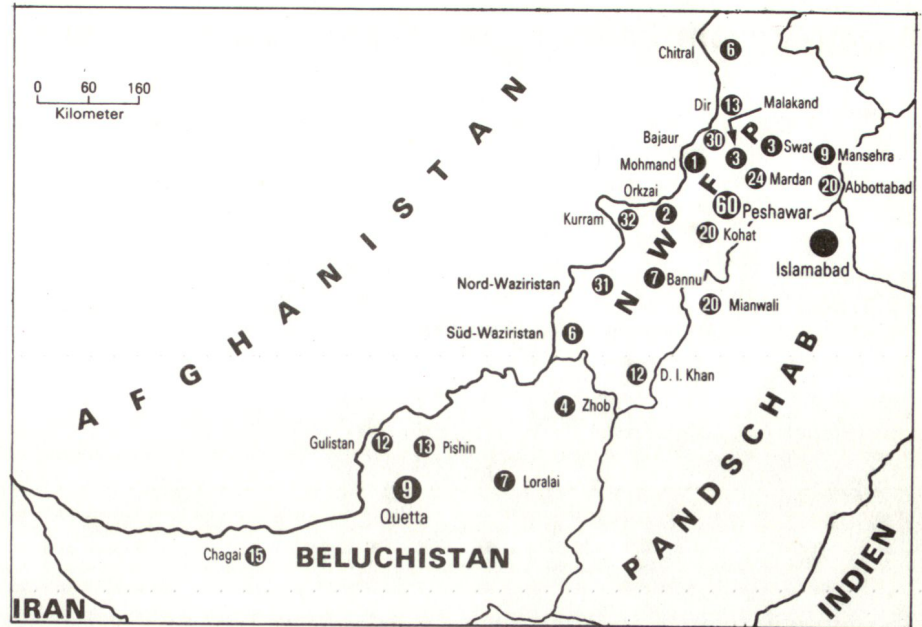 Chitral 6
0 60 160
Kilometer
Dir 13 Malakand
Bajaur 30
3 Swat
9 Mansehra
Mohmand 1
3
24 Mardan
20 Abbottabad
Orkzai 2
60 Peshawar
Kurram 32
20 Kohat
Islamabad
Nord-Waziristan 31
7 Bannu
20 Mianwali
Süd-Waziristan 6
12 D. I. Khan
4 Zhob
Gulistan 12
13 Pishin
9
Quetta
7 Loralai
Chagai 15
AFGHANISTAN
NWFP
PANDSCHAB
BELUCHISTAN
IRAN
INDIEN